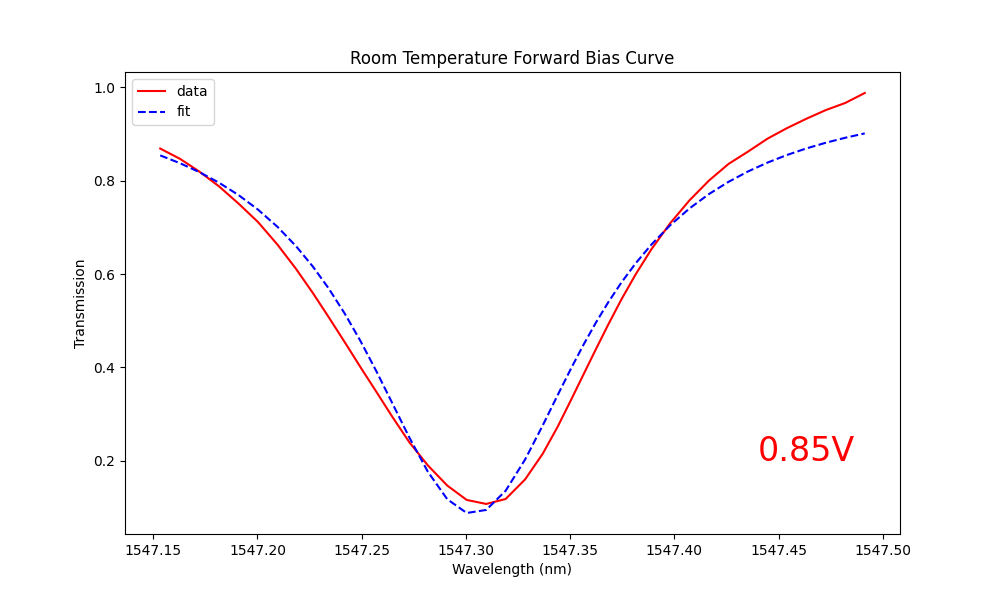 Room Temperature Forward Bias Curve
data
fit
Transmission
1.0
0.8
0.6
0.4
0.2
0.85V
1547.15 1547.20 1547.25 1547.30 1547.35 1547.40 1547.45 1547.50
Wavelength (nm)